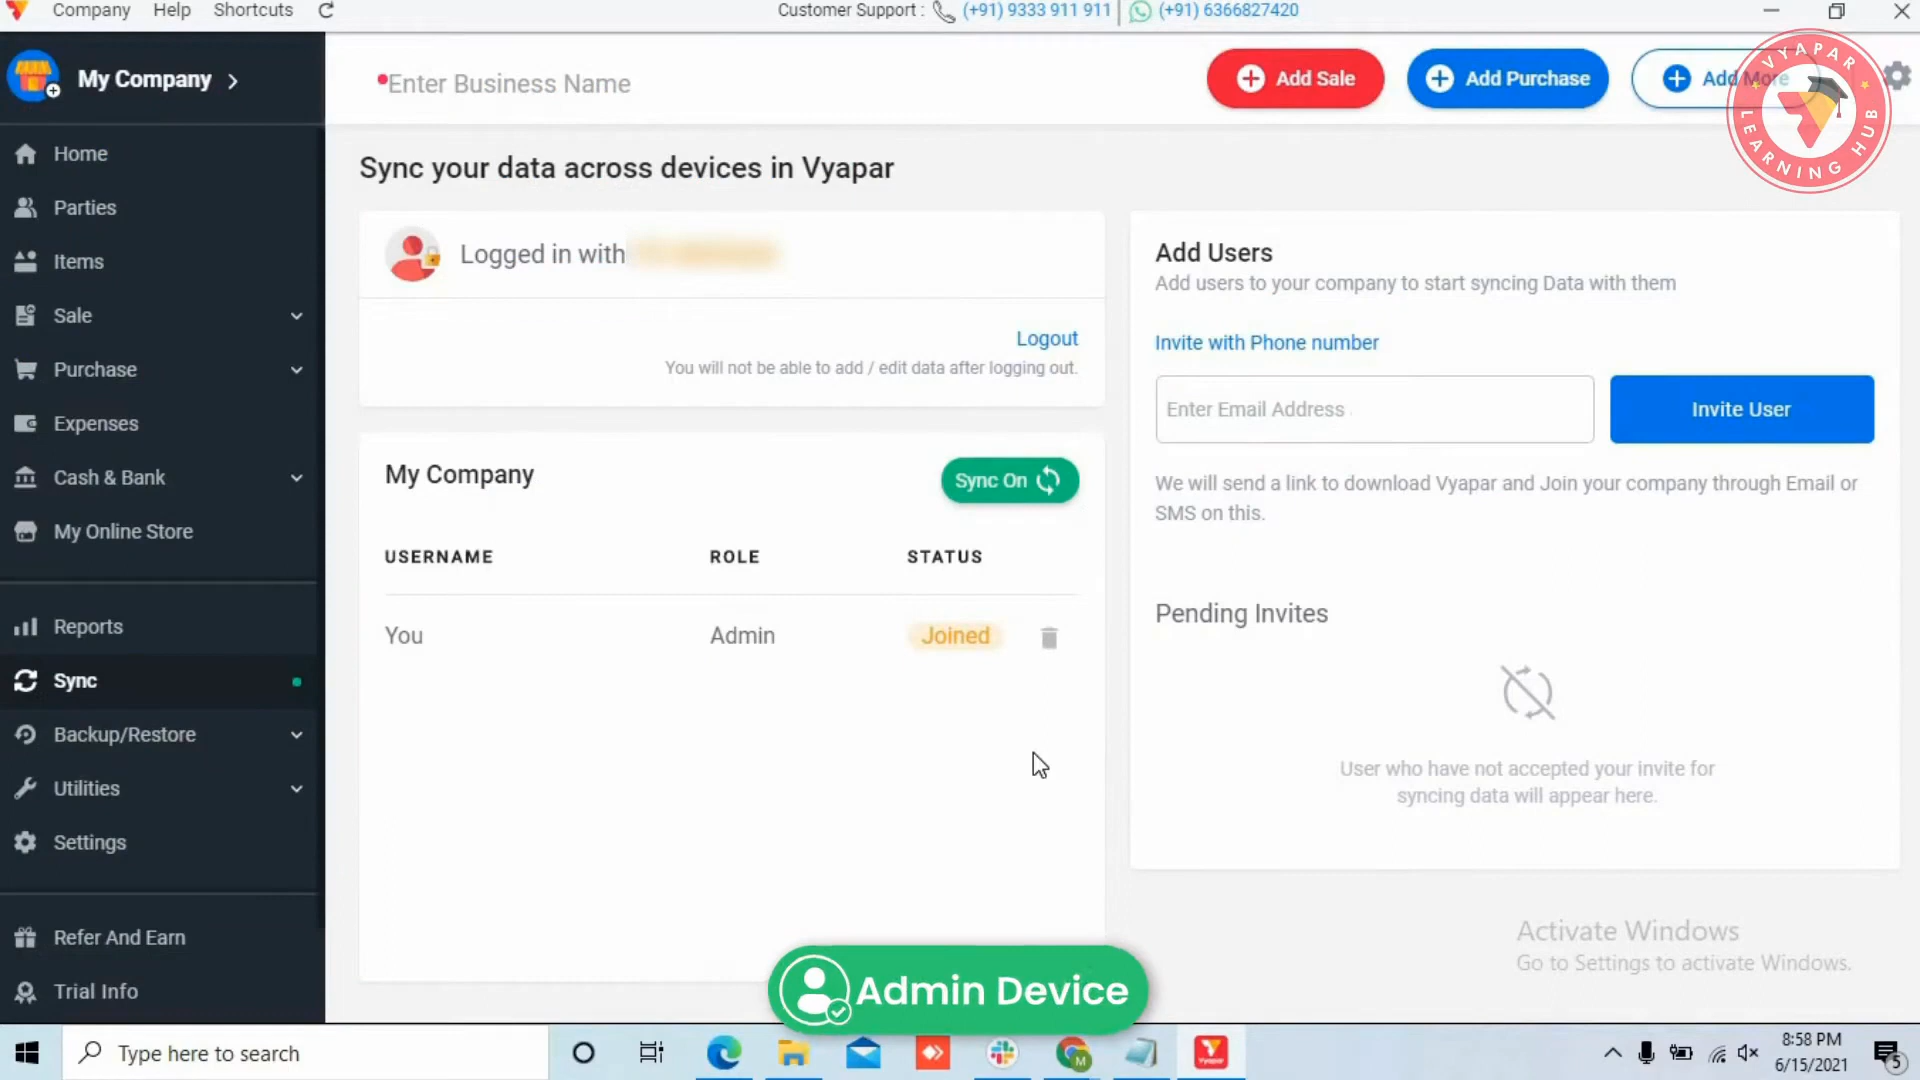 Company Help Shortcuts
Customer Support : (+91) 9333 911 911 | (+91) 6366827420
My Company
Enter Business Name
Add Sale
Add Purchase
Add More
VYAPAR LEARNING HUB
Home
Parties
Items
Sale
Purchase
Expenses
Cash & Bank
My Online Store
Reports
Sync
Backup/Restore
Utilities
Settings
Refer And Earn
Trial Info
Sync your data across devices in Vyapar
Logged in with
Logout
You will not be able to add / edit data after logging out.
My Company
Sync On
USERNAME ROLE STATUS
You Admin Joined
Add Users
Add users to your company to start syncing Data with them
Invite with Phone number
Enter Email Address
Invite User
We will send a link to download Vyapar and Join your company through Email or
SMS on this.
Pending Invites
User who have not accepted your invite for
syncing data will appear here.
Activate Windows
Go to Settings to activate Windows.
Admin Device
Type here to search
M
Vyapar
8:58 PM
6/15/2021
5